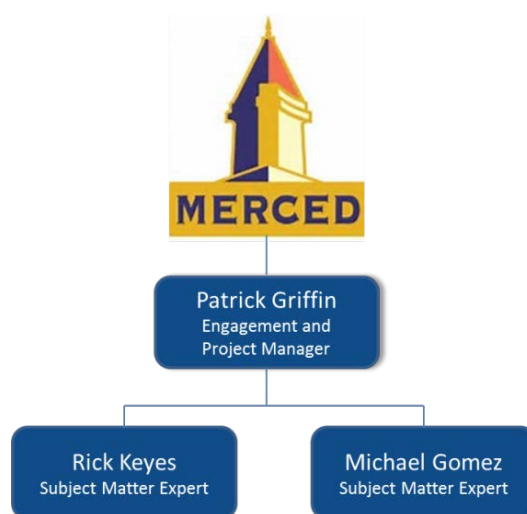 MERCED
Patrick Griffin
Engagement and
Project Manager
Rick Keyes
Subject Matter Expert
Michael Gomez
Subject Matter Expert